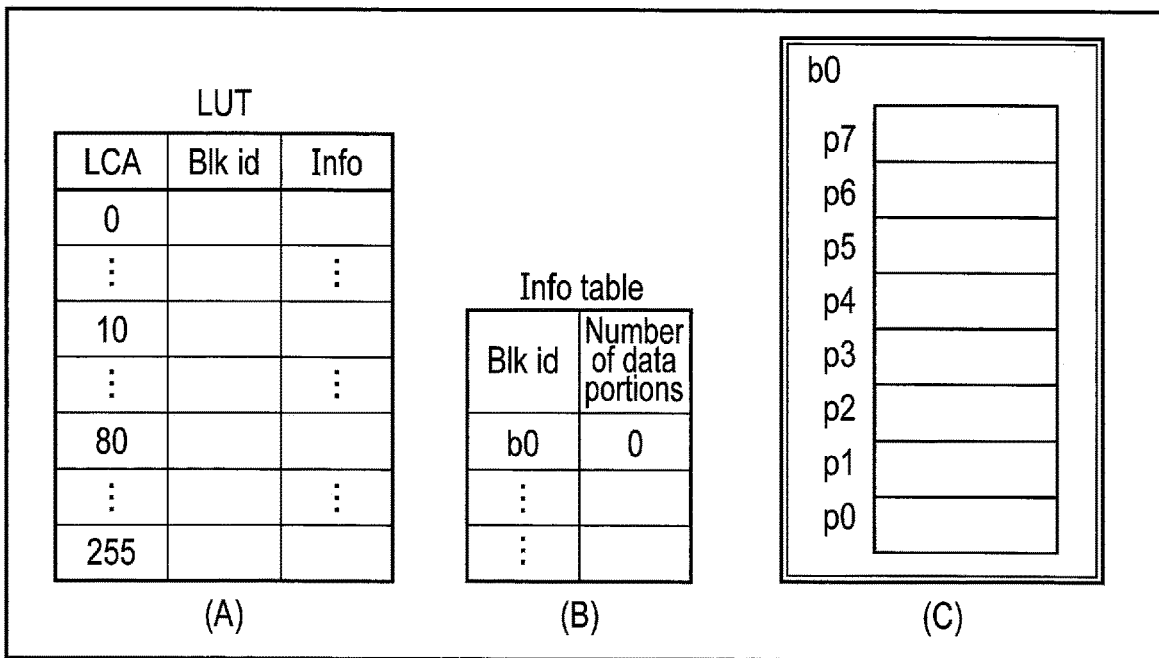 LUT
LCA Blk id Info
0
⋮ ⋮
10
⋮ ⋮
80
⋮ ⋮
255
(A)
Info table
Blk id Number of data portions
b0 0
⋮
⋮
(B)
b0
p7
p6
p5
p4
p3
p2
p1
p0
(C)